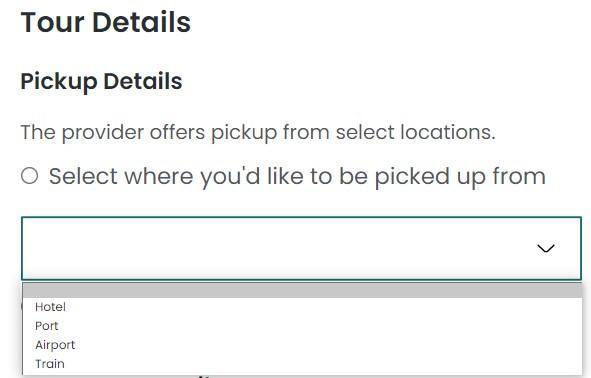 Tour Details
Pickup Details
The provider offers pickup from select locations.
Select where you'd like to be picked up from
Hotel
Port
Airport
Train